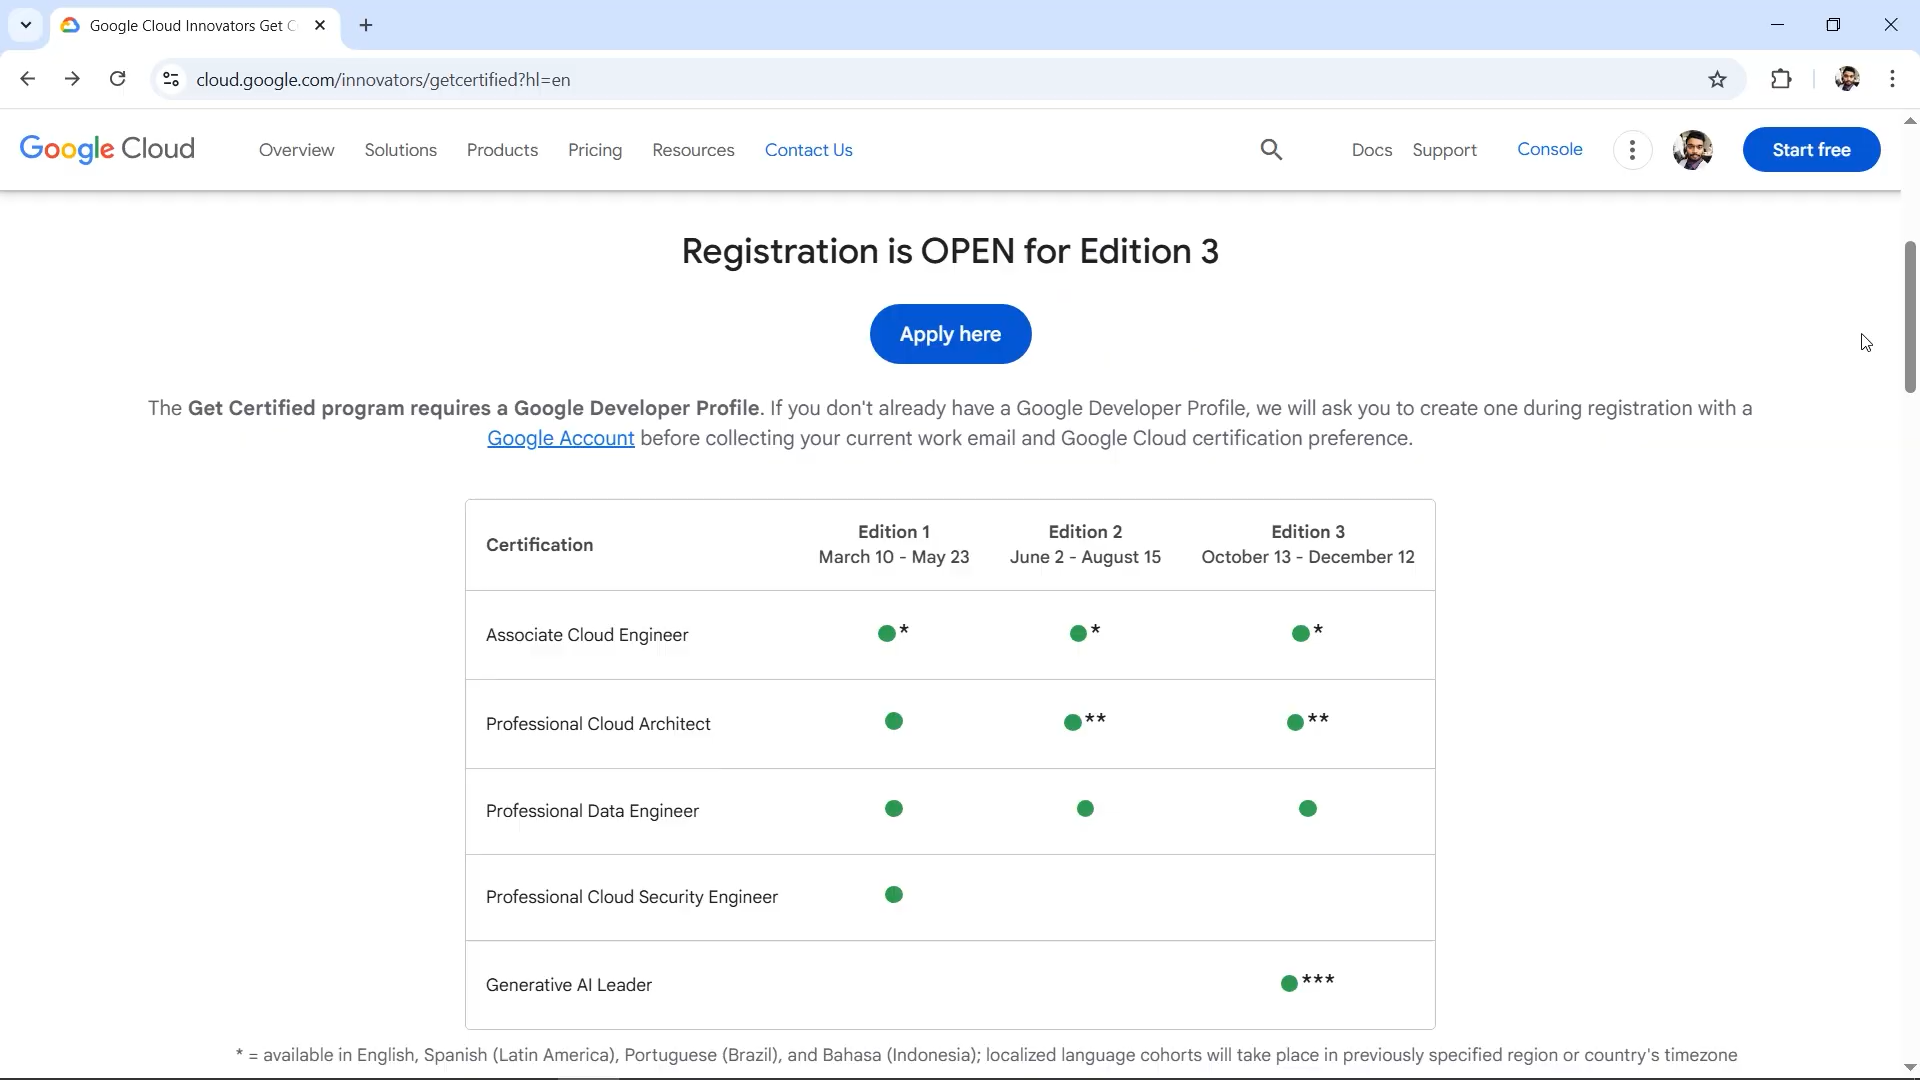 Google Cloud Innovators Get C
cloud.google.com/innovators/getcertified?hl=en
Google Cloud
Overview Solutions Products Pricing Resources Contact Us Docs Support Console Start free
Registration is OPEN for Edition 3
Apply here
The Get Certified program requires a Google Developer Profile. If you don't already have a Google Developer Profile, we will ask you to create one during registration with a
Google Account before collecting your current work email and Google Cloud certification preference.
Certification Edition 1 Edition 2 Edition 3
March 10 - May 23 June 2 - August 15 October 13 - December 12
Associate Cloud Engineer * * *
Professional Cloud Architect ** **
Professional Data Engineer
Professional Cloud Security Engineer
Generative AI Leader ***
* = available in English, Spanish (Latin America), Portuguese (Brazil), and Bahasa (Indonesia); localized language cohorts will take place in previously specified region or country's timezone